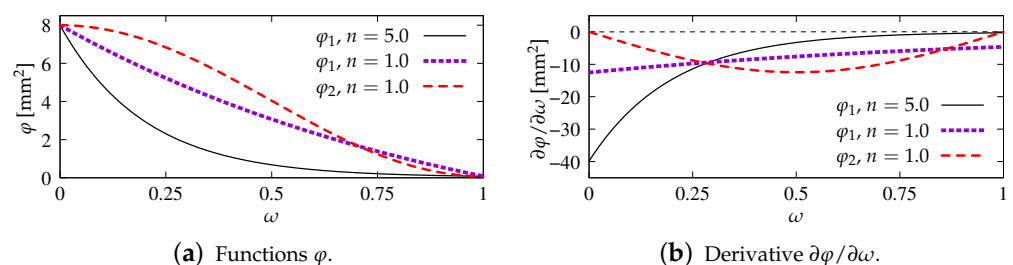 φ [mm²]
8
6
4
2
0
0
0.25
0.5
0.75
1
ω
φ₁, n = 5.0
φ₁, n = 1.0
φ₂, n = 1.0
(a) Functions φ.
∂φ/∂ω [mm²]
0
−10
−20
−30
−40
0
0.25
0.5
0.75
1
ω
φ₁, n = 5.0
φ₁, n = 1.0
φ₂, n = 1.0
(b) Derivative ∂φ/∂ω.